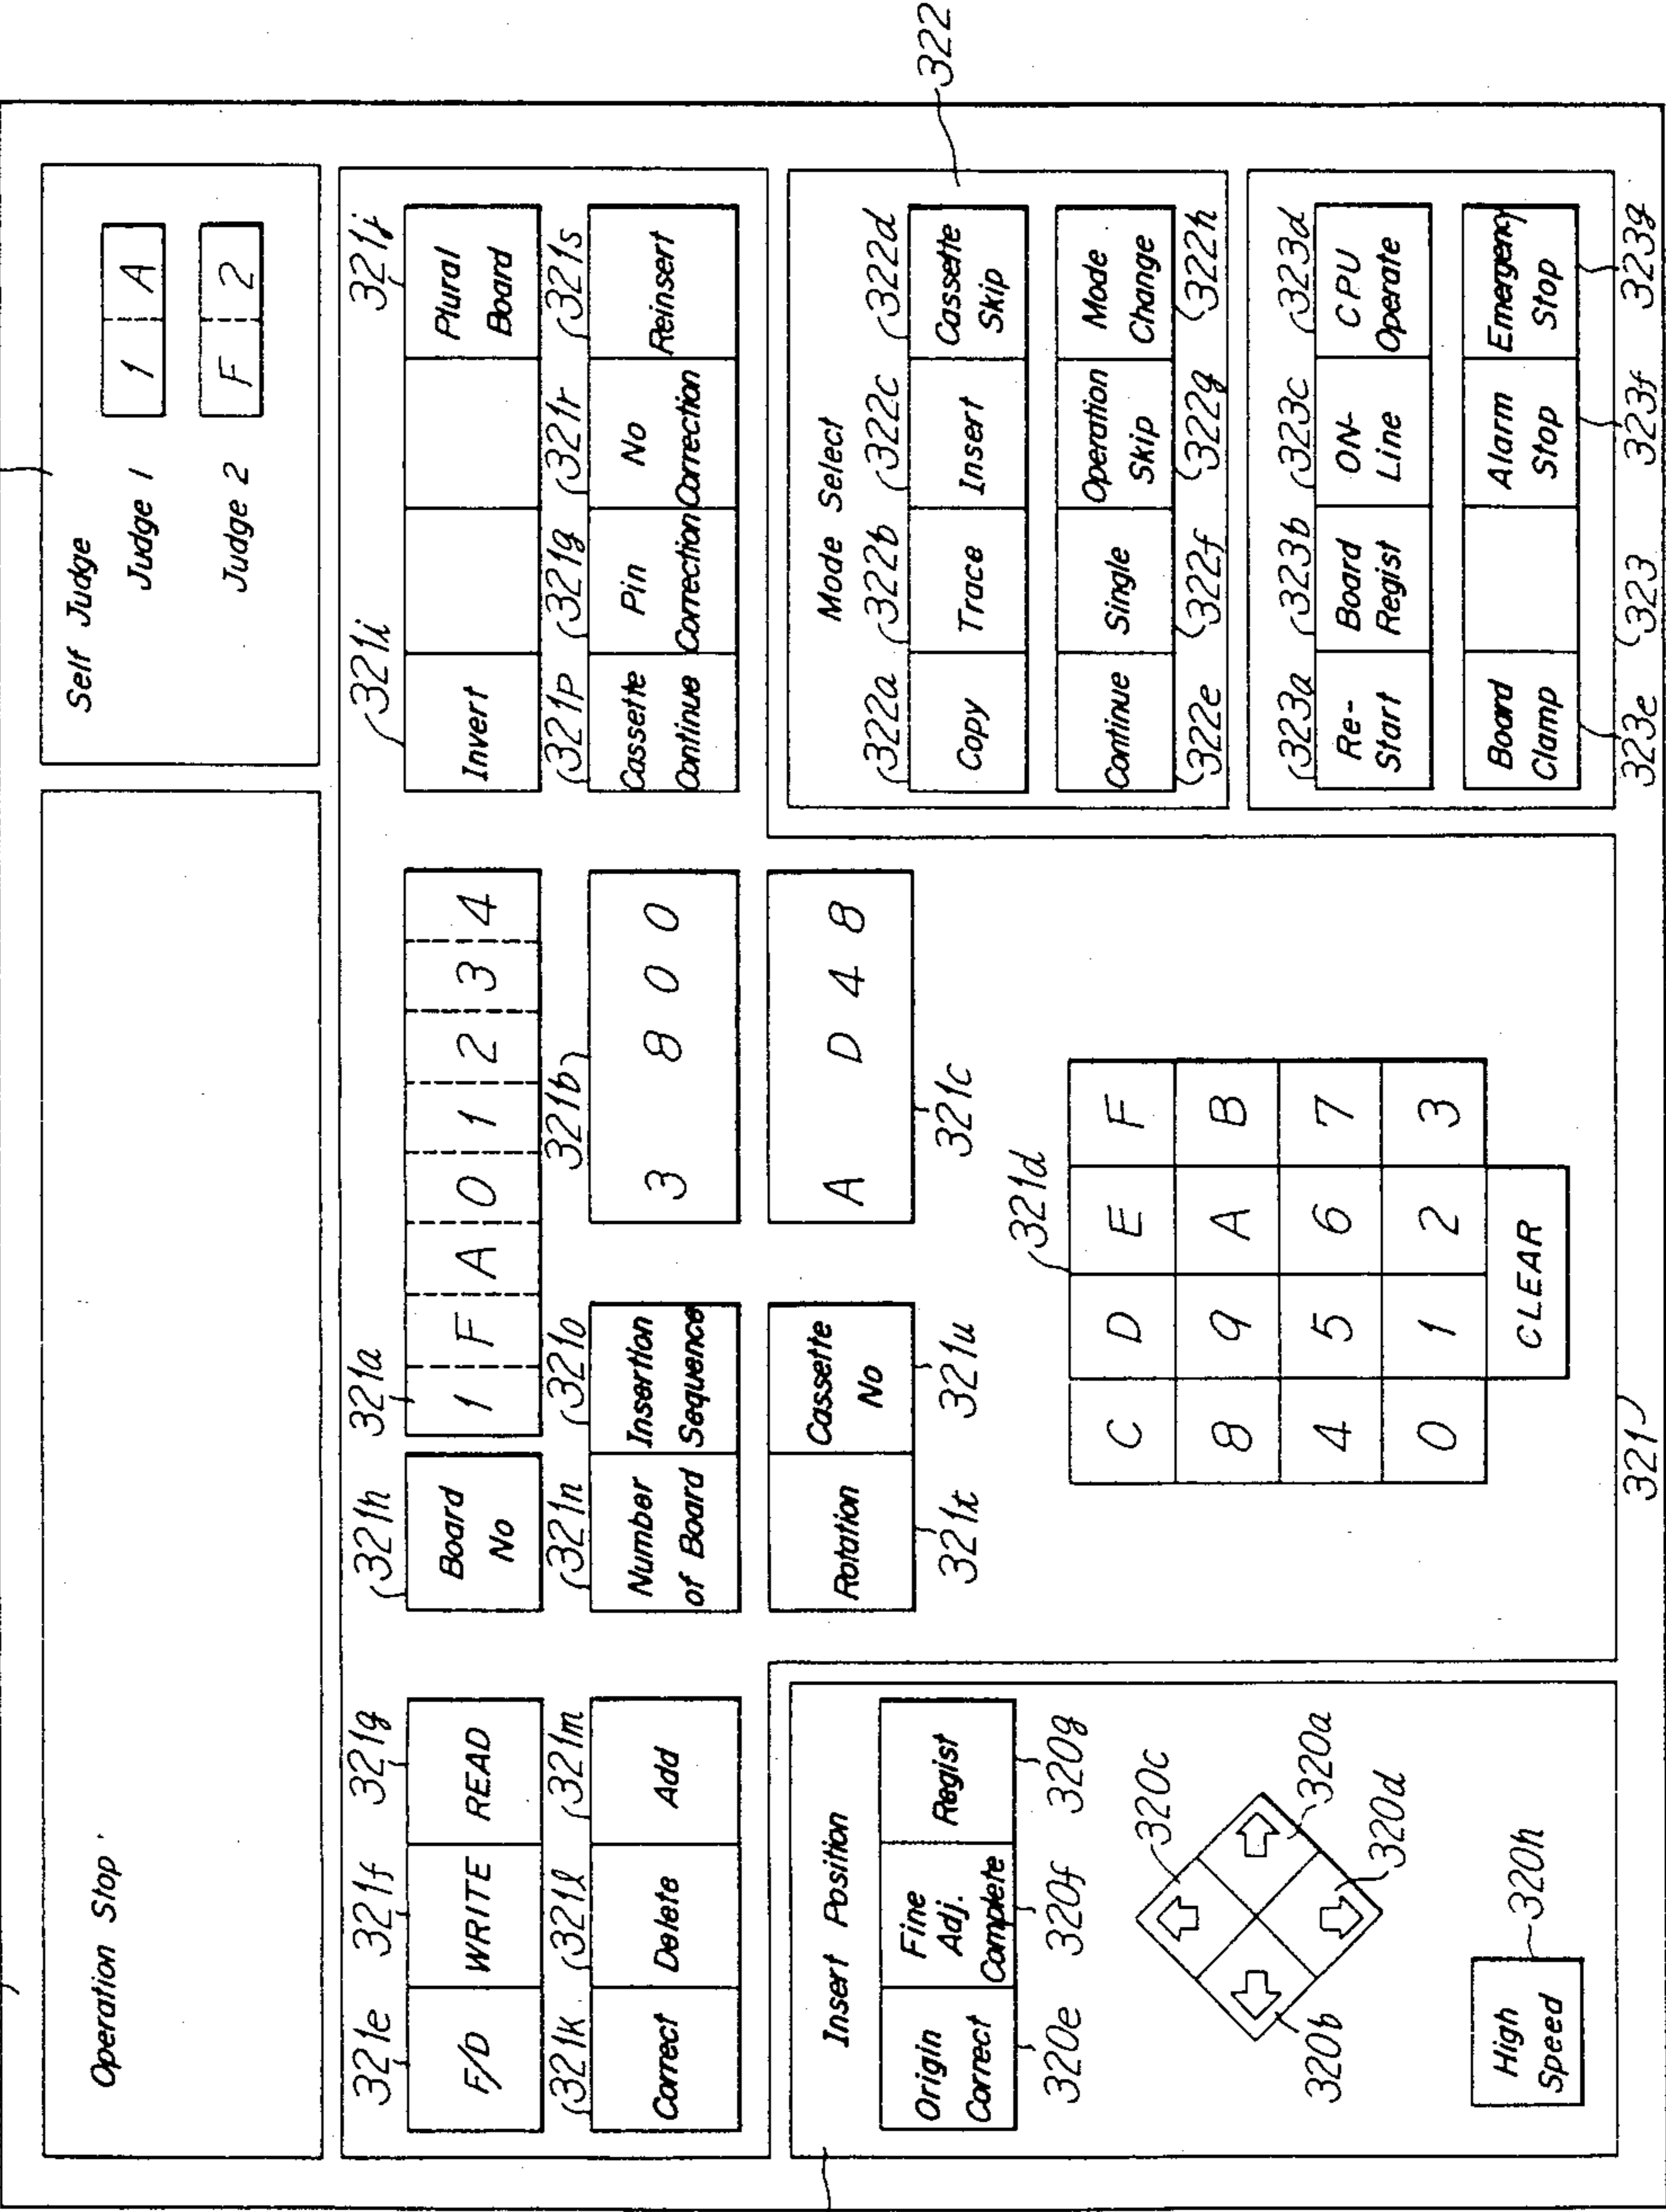 Operation Stop
Self Judge
Judge 1
1 A
Judge 2
F 2
321e 321f 321g 321h 321a 321i 321j
F/D WRITE READ Board
No 1 F A 0 1 2 3 4 Invert Plural
Board
321k 321l 321m 321n 321o 321b 321p 321g 321r 321s
Correct Delete Add Number
of Board Insertion
Sequence 3 8 0 0 Cassette
Continue Pin
Correction No
Correction Reinsert
Rotation Cassette
No A D 4 8
321t 321u 321c
321d
C D E F
8 9 A B
4 5 6 7
0 1 2 3
CLEAR
321
Insert Position
Origin
Correct Fine
Adj.
Complete Regist
320e 320f 320g
320c
320a
320b
320d
320h
High
Speed
Mode Select
322
322a 322b 322c 322d
Copy Trace Insert Cassette
Skip
Continue Single Operation
Skip Mode
Change
322e 322f 322g 322h
323a 323b 323c 323d
Re-
Start Board
Regist ON-
Line CPU
Operate
Board
Clamp Alarm
Stop Emergency
Stop
323e 323 323f 323g